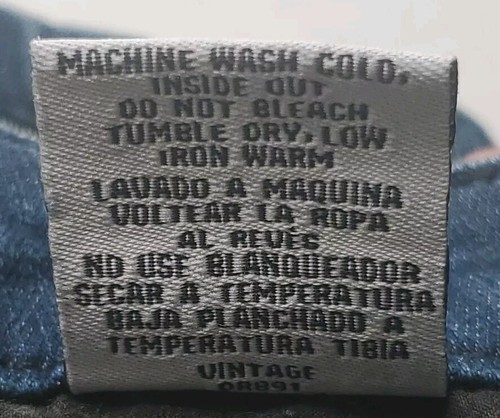 MACHINE WASH COLD,
INSIDE OUT
DO NOT BLEACH
TUMBLE DRY, LOW
IRON WARM
LAVADO A MAQUINA
VOLTEAR LA ROPA
AL REVÉS
NO USE BLANQUEADOR
SECAR A TEMPERATURA
BAJA PLANCHADO A
TEMPERATURA TIBIA
VINTAGE